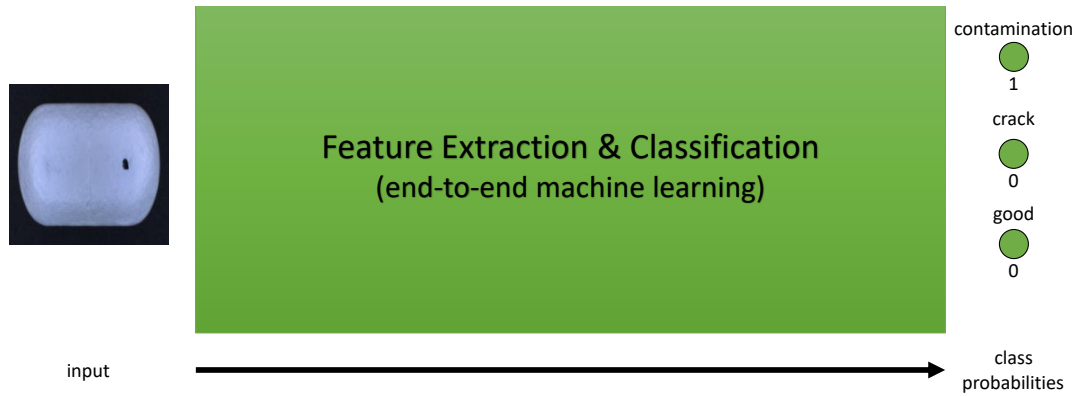 contamination
1
Feature Extraction & Classification
(end-to-end machine learning)
crack
0
good
0
input
class
probabilities